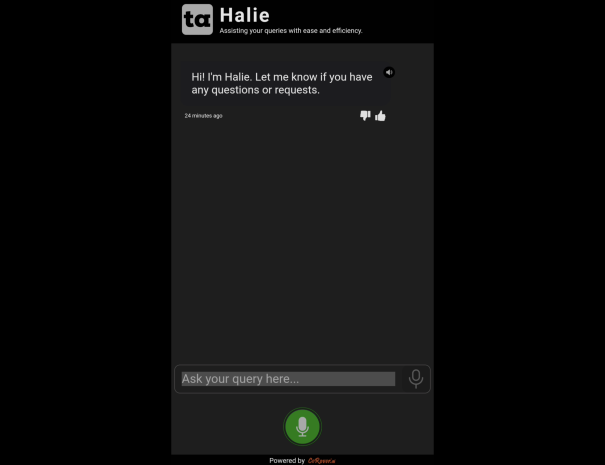 ta
Halie
Assisting your queries with ease and efficiency.
Hi! I'm Halie. Let me know if you have
any questions or requests.
24 minutes ago
Ask your query here...
Powered by